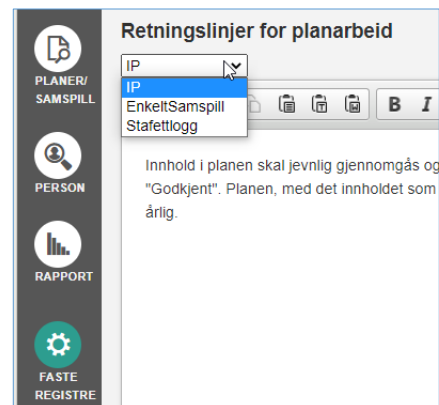 Retningslinjer for planarbeid
IP
IP
EnkeltSamspill
Stafettlogg
B I
Innhold i planen skal jevnlig gjennomgås og
"Godkjent". Planen, med det innholdet som
årlig.
PLANER/
SAMSPILL
PERSON
RAPPORT
FASTE
REGISTRE